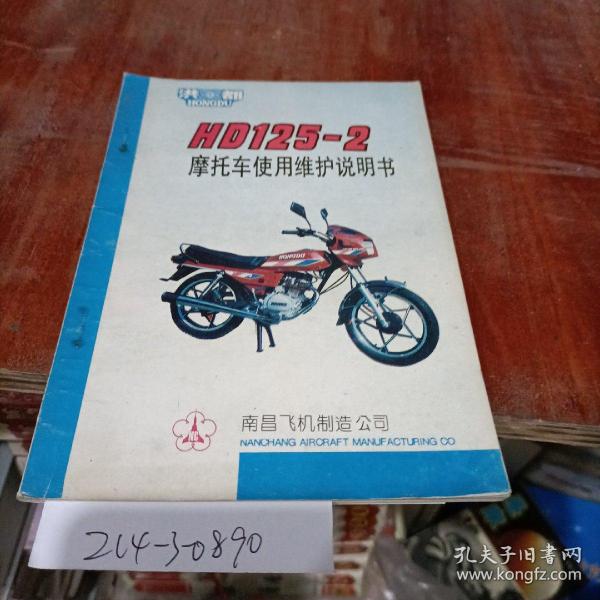 洪都
HONGDU
HD125-2
摩托车使用维护说明书
HONGDU
南昌飞机制造公司
NANCHANG AIRCRAFT MANUFACTURING CO
214-3-0890
孔夫子旧书网
www.kongfz.com